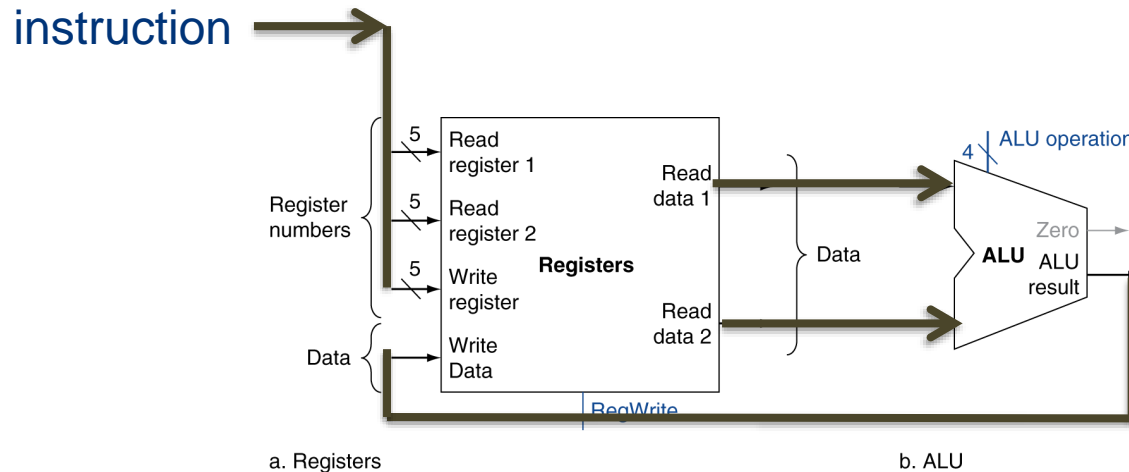 instruction
5
Read
register 1
5
Read
register 2
5
Write
register
Write
Data
Register
numbers
Data
Registers
Read
data 1
Read
data 2
RegWrite
Data
4
ALU operation
Zero
ALU
ALU
result
a. Registers
b. ALU